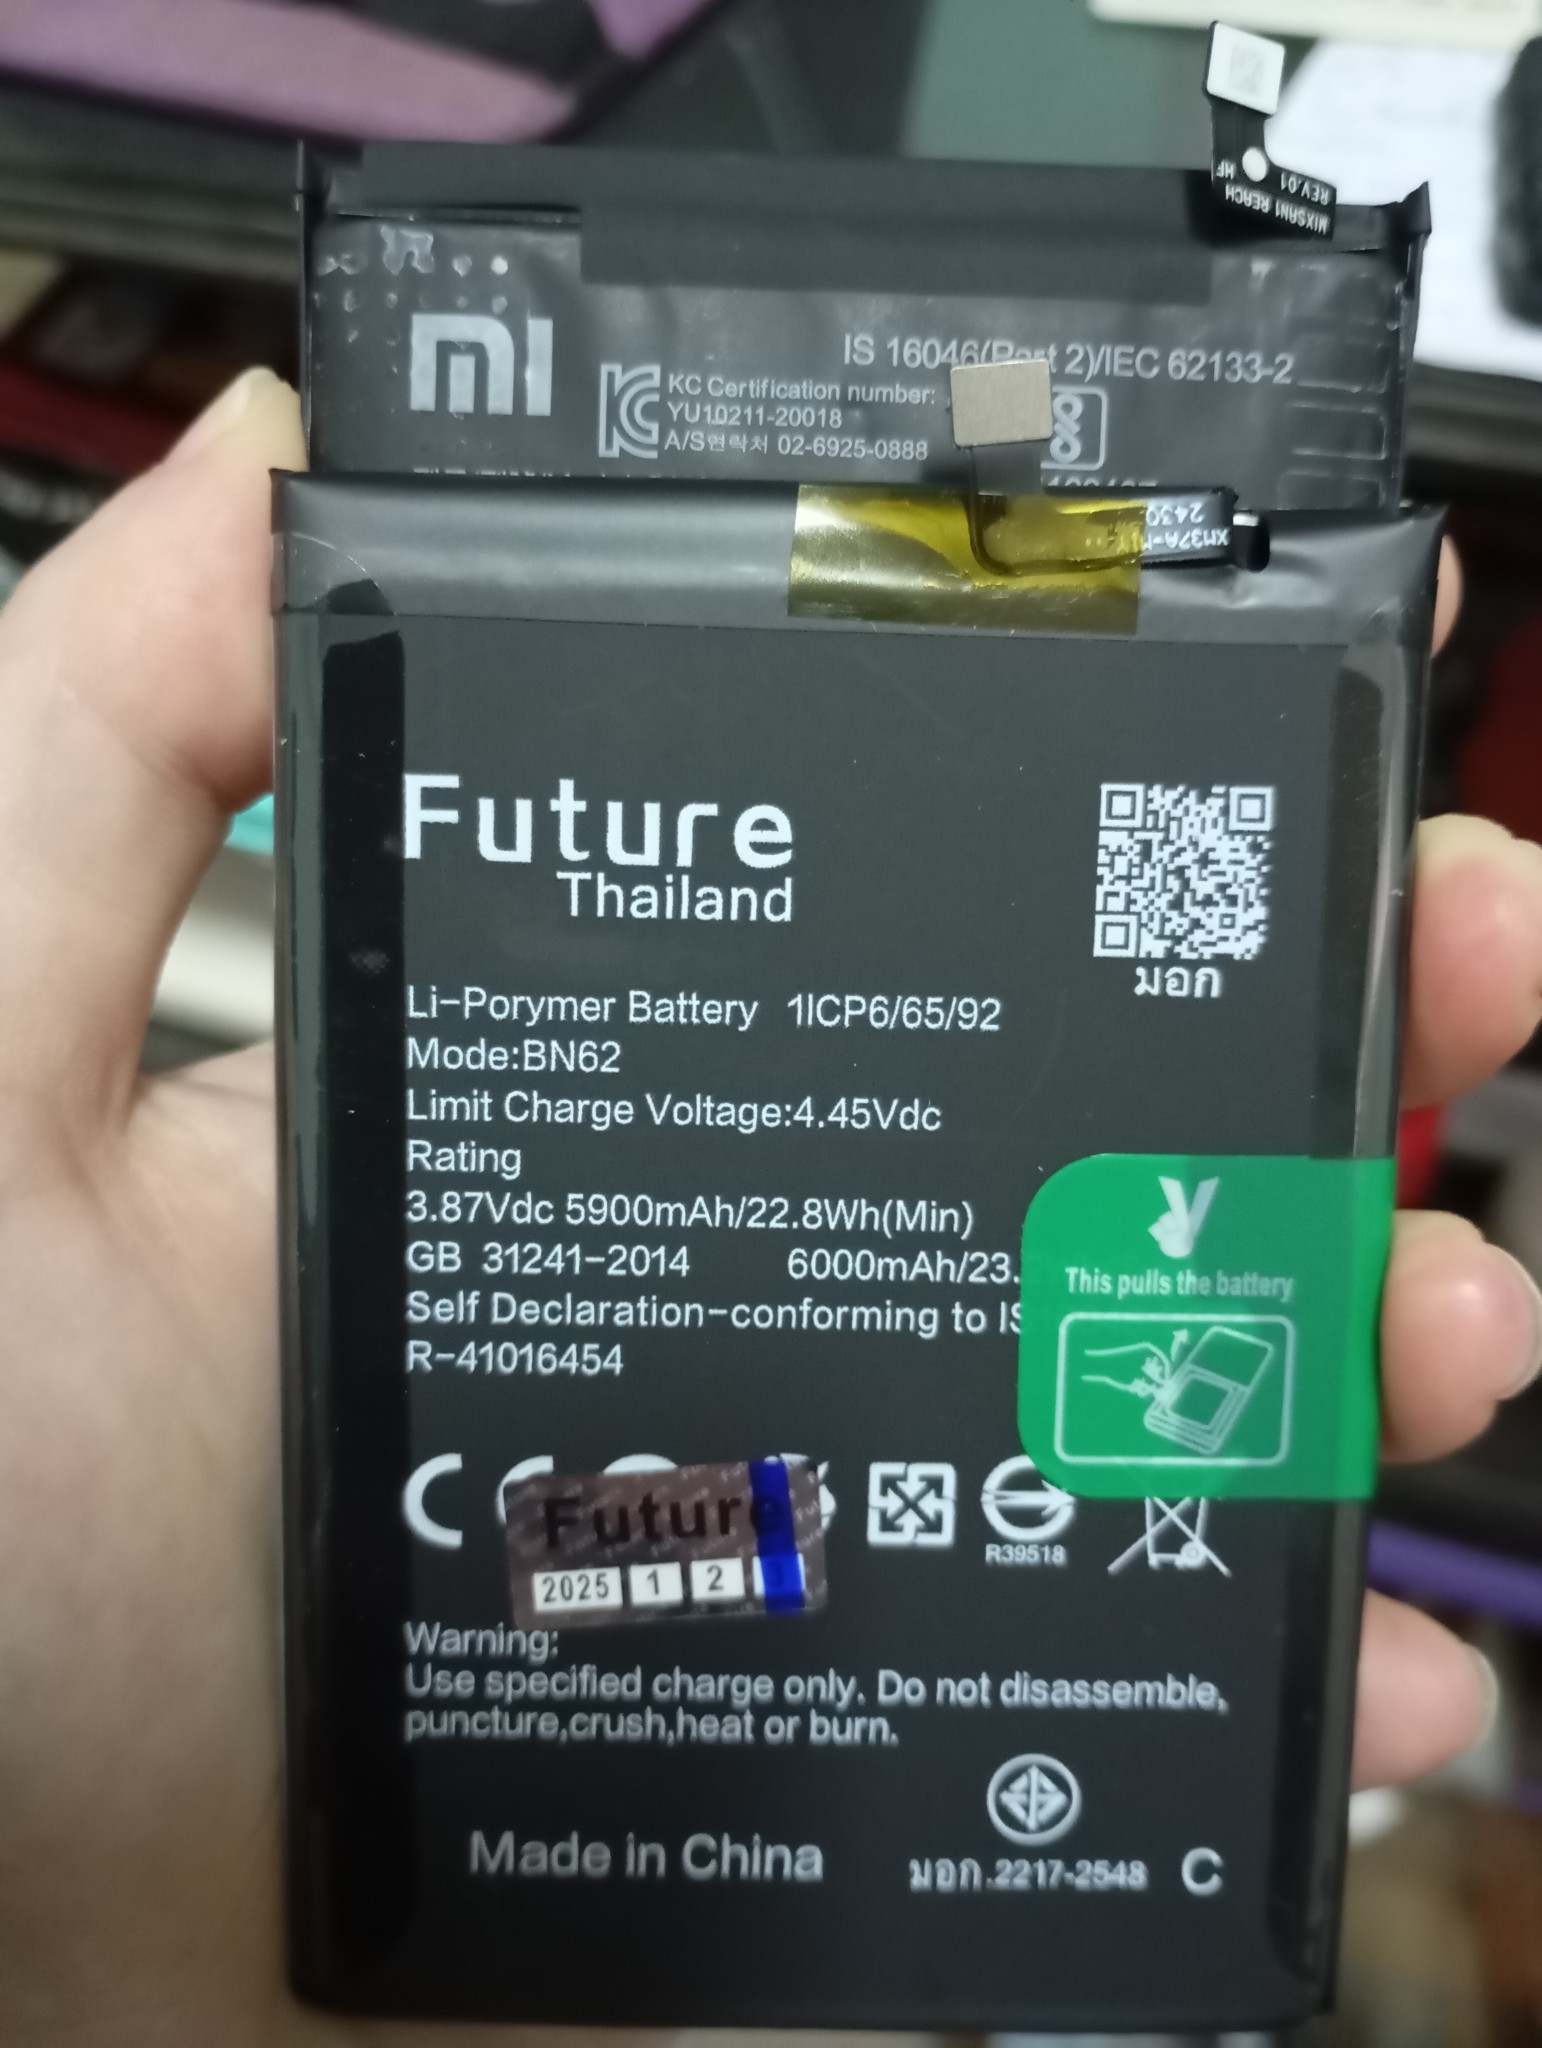 MIXSAN1 REACH HF
REV.01
mi
IS 16046(Part 2)/IEC 62133-2
KC Certification number:
YU10211-20018
A/S현락처 02-6925-0888
2430
Future
Thailand
มอก
Li-Porymer Battery 1ICP6/65/92
Mode:BN62
Limit Charge Voltage:4.45Vdc
Rating
3.87Vdc 5900mAh/22.8Wh(Min)
GB 31241-2014 6000mAh/23.
Self Declaration-conforming to IS
R-41016454
This pulls the battery
Future
2025 1 2
R39518
Warning:
Use specified charge only. Do not disassemble,
puncture,crush,heat or burn.
Made in China
มอก.2217-2548 C